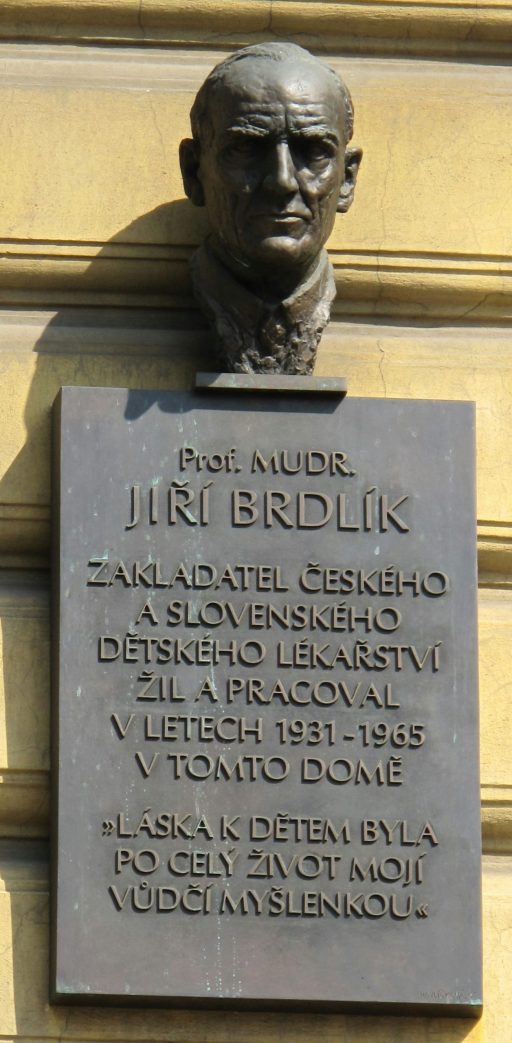 Prof. MUDR.
JIŘÍ BRDLÍK
ZAKLADATEL ČESKÉHO
A SLOVENSKÉHO
DĚTSKÉHO LÉKAŘSTVÍ
ŽIL A PRACOVAL
V LETECH 1931-1965
V TOMTO DOMĚ
»LÁSKA K DĚTEM BYLA
PO CELÝ ŽIVOT MOJÍ
VŮDČÍ MYŠLENKOU«